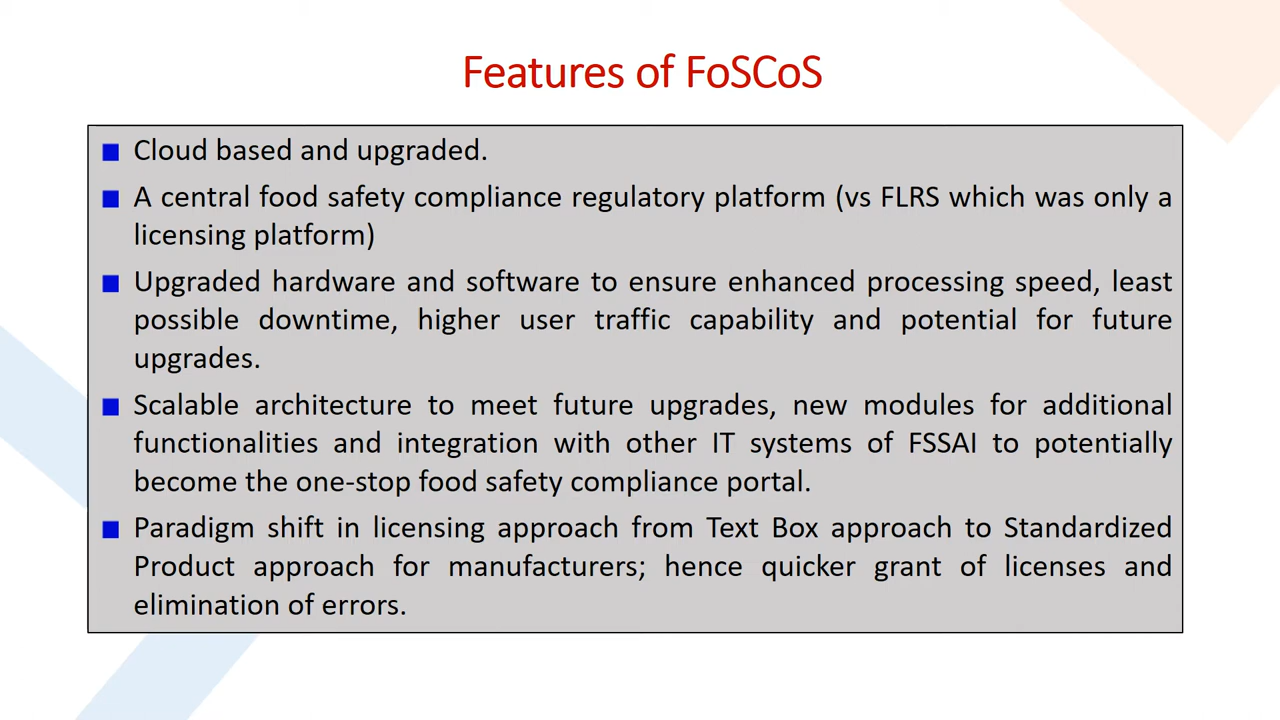 Features of FoSCoS
Cloud based and upgraded.
A central food safety compliance regulatory platform (vs FLRS which was only a
licensing platform)
Upgraded hardware and software to ensure enhanced processing speed, least
possible downtime, higher user traffic capability and potential for future
upgrades.
Scalable architecture to meet future upgrades, new modules for additional
functionalities and integration with other IT systems of FSSAI to potentially
become the one-stop food safety compliance portal.
Paradigm shift in licensing approach from Text Box approach to Standardized
Product approach for manufacturers; hence quicker grant of licenses and
elimination of errors.